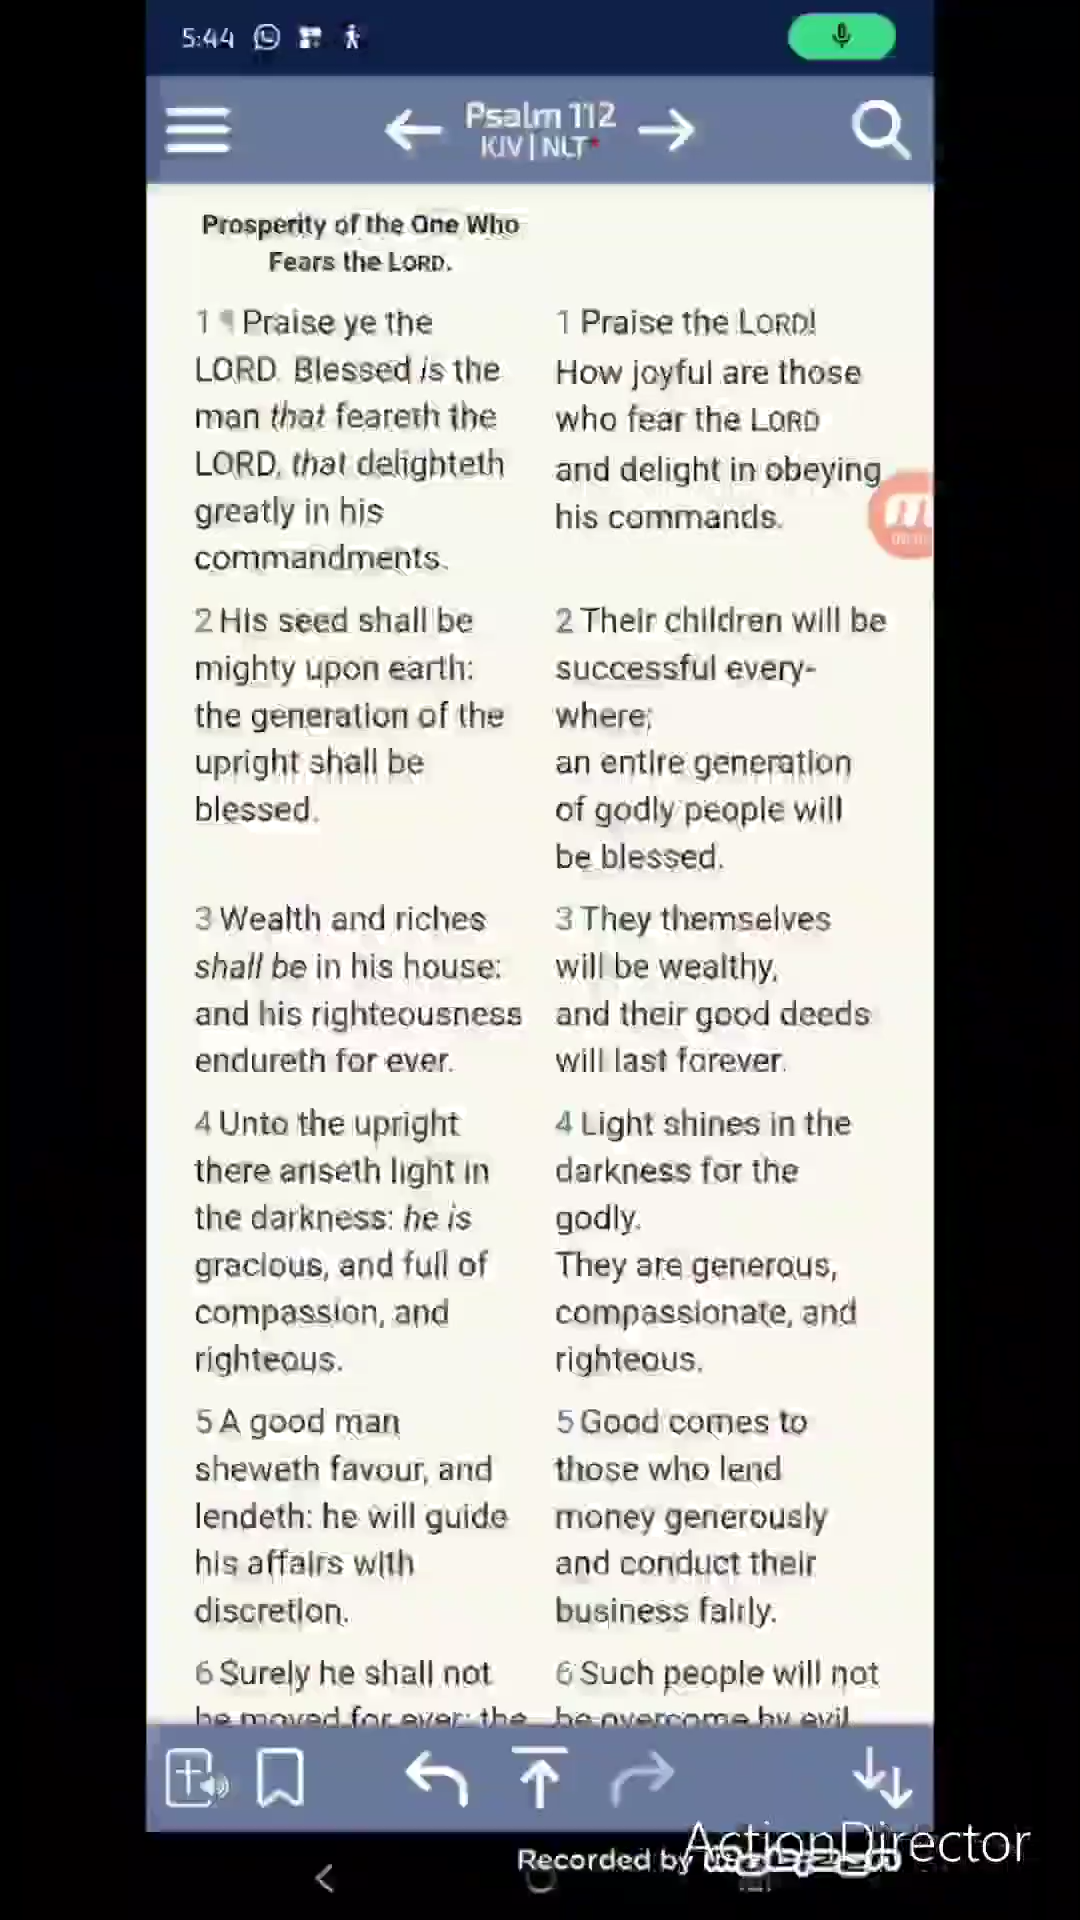 5:44
Psalm 112
KJV | NLT*
Prosperity of the One Who
Fears the LORD.
1 ¶ Praise ye the
LORD. Blessed is the
man that feareth the
LORD, that delighteth
greatly in his
commandments.
2 His seed shall be
mighty upon earth:
the generation of the
upright shall be
blessed.
3 Wealth and riches
shall be in his house:
and his righteousness
endureth for ever.
4 Unto the upright
there ariseth light in
the darkness: he is
gracious, and full of
compassion, and
righteous.
5 A good man
sheweth favour, and
lendeth: he will guide
his affairs with
discretion.
6 Surely he shall not
be moved for ever: the
1 Praise the LORD!
How joyful are those
who fear the LORD
and delight in obeying
his commands.
2 Their children will be
successful every-
where;
an entire generation
of godly people will
be blessed.
3 They themselves
will be wealthy,
and their good deeds
will last forever.
4 Light shines in the
darkness for the
godly.
They are generous,
compassionate, and
righteous.
5 Good comes to
those who lend
money generously
and conduct their
business fairly.
6 Such people will not
be overcome by evil
ActionDirector
Recorded by